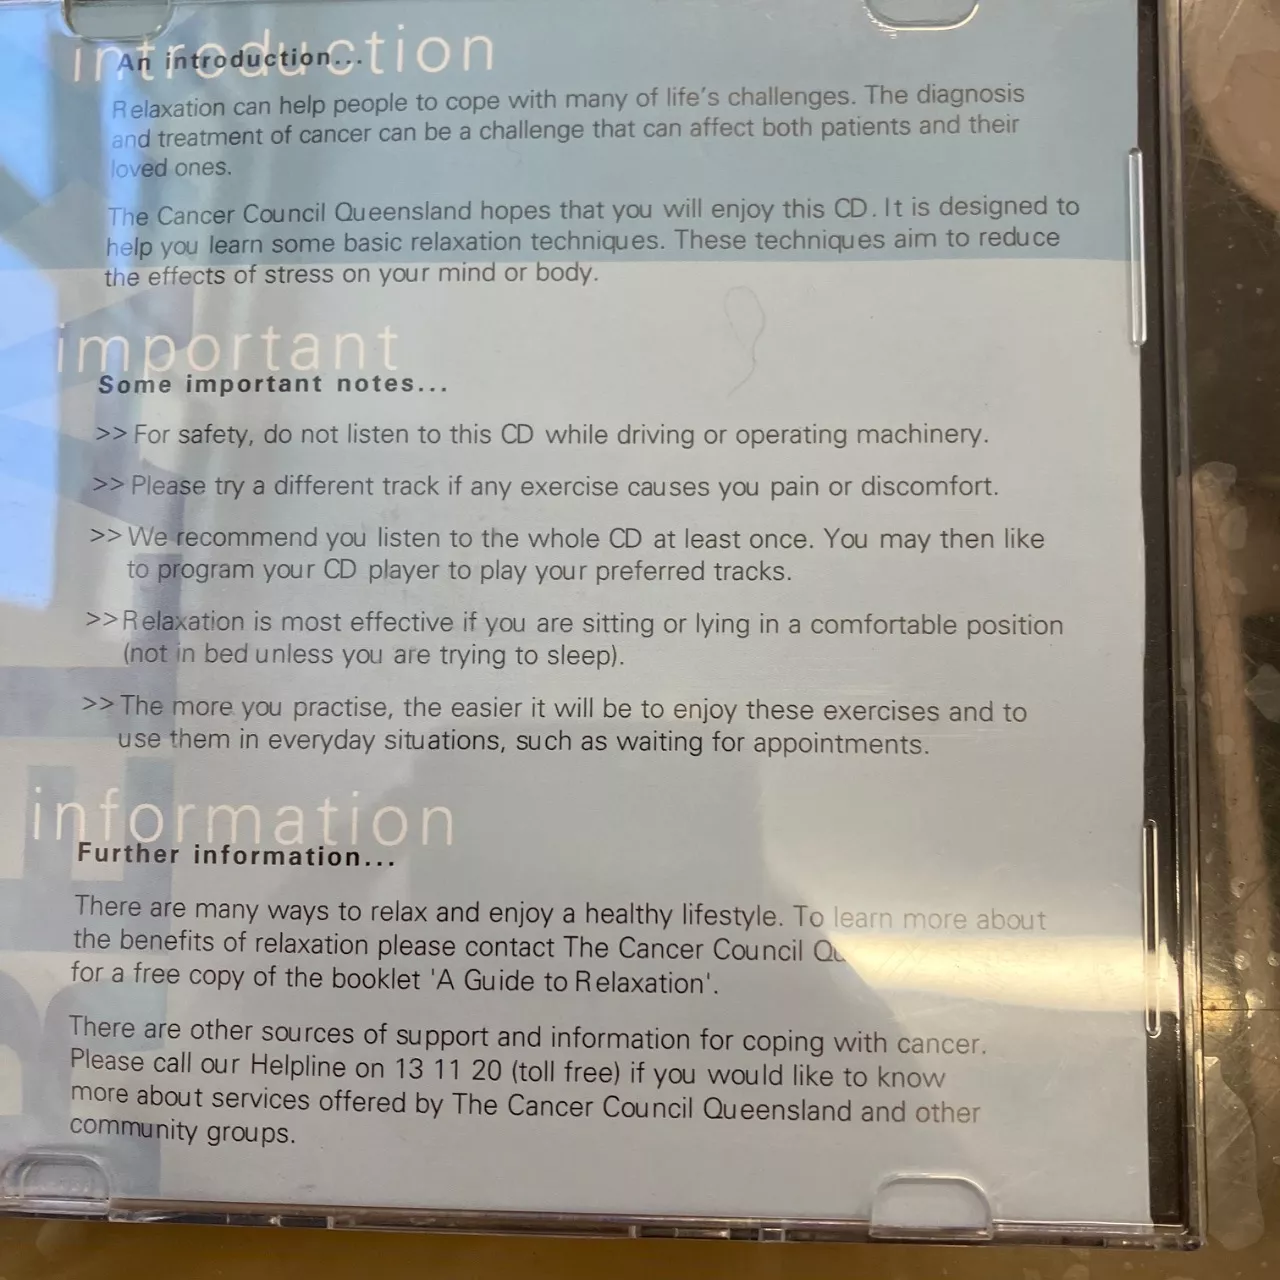 introduction
An introduction...
Relaxation can help people to cope with many of life's challenges. The diagnosis
and treatment of cancer can be a challenge that can affect both patients and their
loved ones.
The Cancer Council Queensland hopes that you will enjoy this CD. It is designed to
help you learn some basic relaxation techniques. These techniques aim to reduce
the effects of stress on your mind or body.
important
Some important notes...
>> For safety, do not listen to this CD while driving or operating machinery.
>> Please try a different track if any exercise causes you pain or discomfort.
>> We recommend you listen to the whole CD at least once. You may then like
to program your CD player to play your preferred tracks.
>> Relaxation is most effective if you are sitting or lying in a comfortable position
(not in bed unless you are trying to sleep).
>> The more you practise, the easier it will be to enjoy these exercises and to
use them in everyday situations, such as waiting for appointments.
information
Further information...
There are many ways to relax and enjoy a healthy lifestyle. To learn more about
the benefits of relaxation please contact The Cancer Council
for a free copy of the booklet 'A Guide to Relaxation'.
There are other sources of support and information for coping with cancer.
Please call our Helpline on 13 11 20 (toll free) if you would like to know
more about services offered by The Cancer Council Queensland and other
community groups.